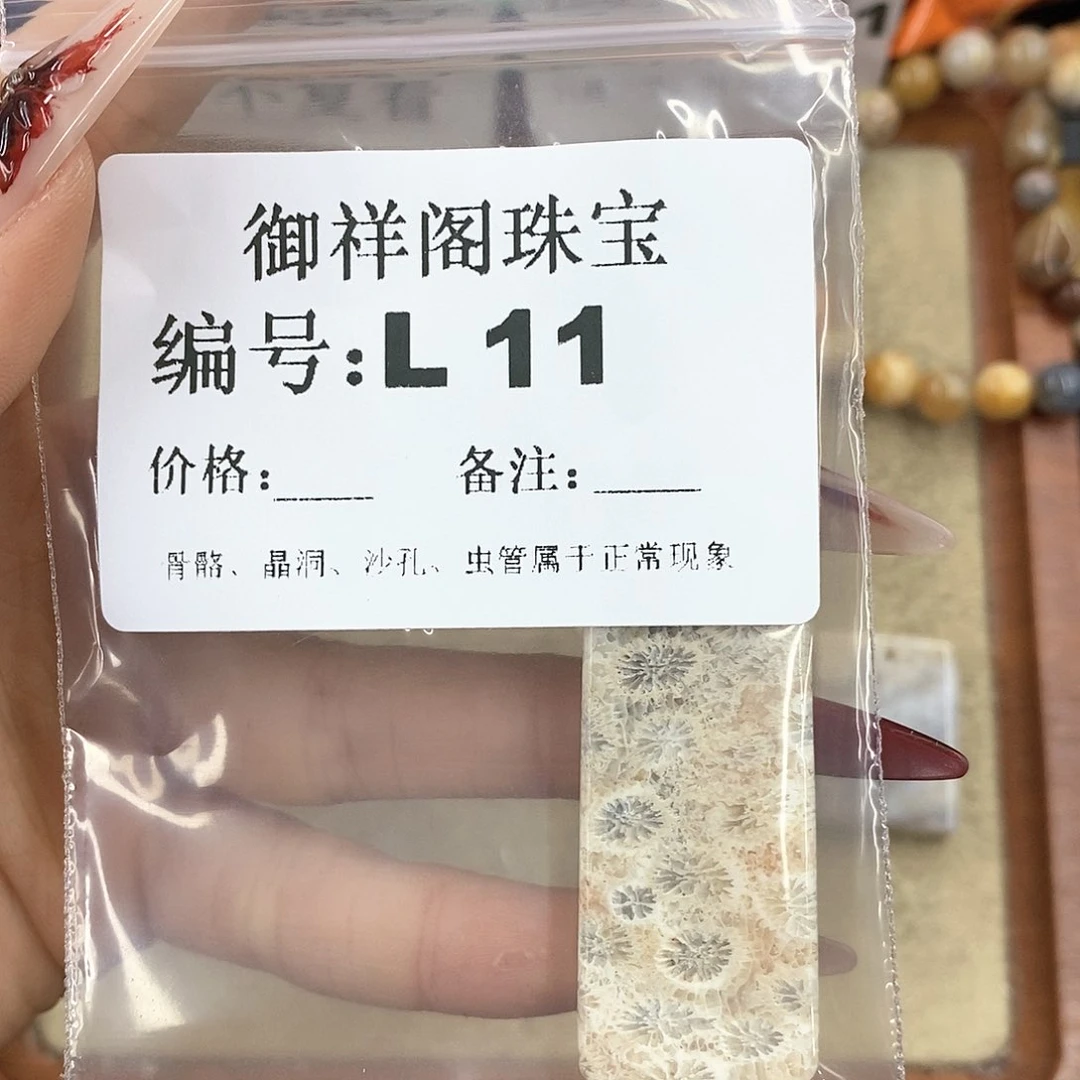 御祥阁珠宝
编号:L 11
价格:____ 备注:____
骨骼、晶洞、沙孔、虫管属于正常现象